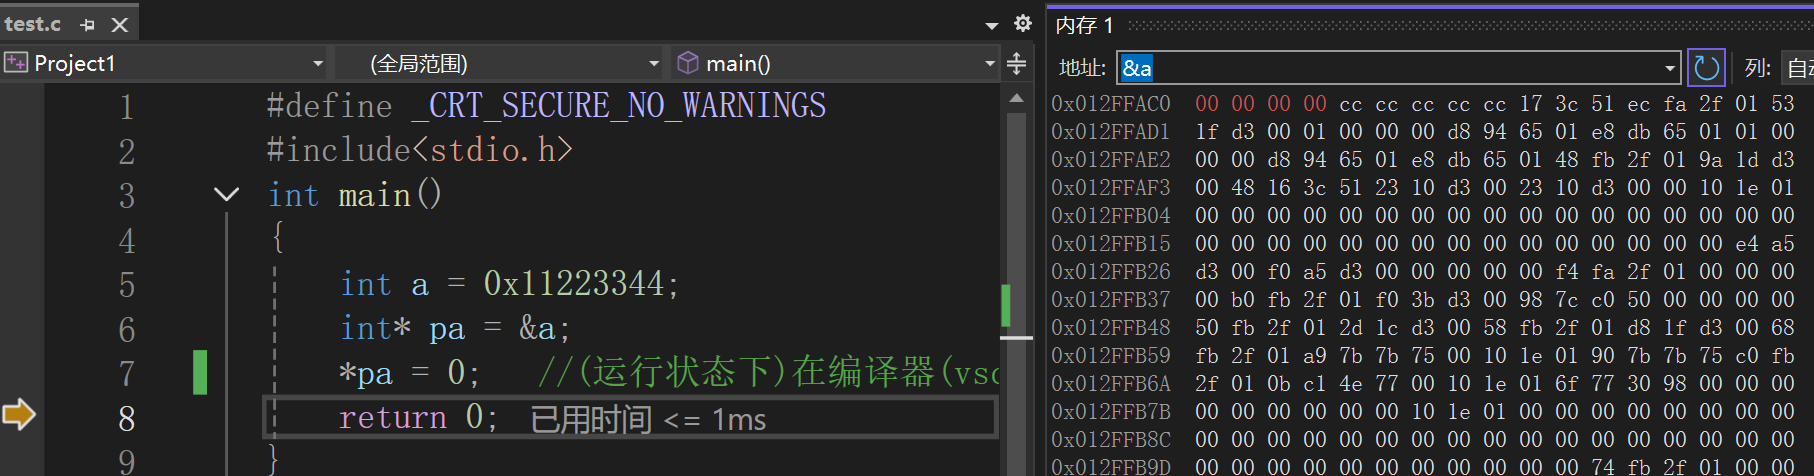 test.c
Project1 (全局范围) main()
1 #define _CRT_SECURE_NO_WARNINGS
2 #include<stdio.h>
3 int main()
4 {
5 int a = 0x11223344;
6 int* pa = &a;
7 *pa = 0; //(运行状态下)在编译器(vs
8 return 0; 已用时间 <= 1ms
9 }
内存 1
地址: &a 列: 自动
0x012FFAC0 00 00 00 00 cc cc cc cc cc 17 3c 51 ec fa 2f 01 53
0x012FFAD1 1f d3 00 01 00 00 00 d8 94 65 01 e8 db 65 01 01 00
0x012FFAE2 00 00 d8 94 65 01 e8 db 65 01 48 fb 2f 01 9a 1d d3
0x012FFAF3 00 48 16 3c 51 23 10 d3 00 23 10 d3 00 00 10 1e 01
0x012FFB04 00 00 00 00 00 00 00 00 00 00 00 00 00 00 00 00 00
0x012FFB15 00 00 00 00 00 00 00 00 00 00 00 00 00 00 00 e4 a5
0x012FFB26 d3 00 f0 a5 d3 00 00 00 00 00 f4 fa 2f 01 00 00 00
0x012FFB37 00 b0 fb 2f 01 f0 3b d3 00 98 7c c0 50 00 00 00 00
0x012FFB48 50 fb 2f 01 2d 1c d3 00 58 fb 2f 01 d8 1f d3 00 68
0x012FFB59 fb 2f 01 a9 7b 7b 75 00 10 1e 01 90 7b 7b 75 c0 fb
0x012FFB6A 2f 01 0b c1 4e 77 00 10 1e 01 6f 77 30 98 00 00 00
0x012FFB7B 00 00 00 00 00 00 10 1e 01 00 00 00 00 00 00 00 00
0x012FFB8C 00 00 00 00 00 00 00 00 00 00 00 00 00 00 00 00 00
0x012FFB9D 00 00 00 00 00 00 00 00 00 00 00 74 fb 2f 01 00 00